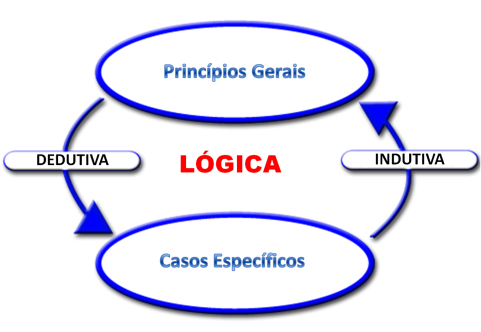 Princípios Gerais
DEDUTIVA
LÓGICA
INDUTIVA
Casos Específicos